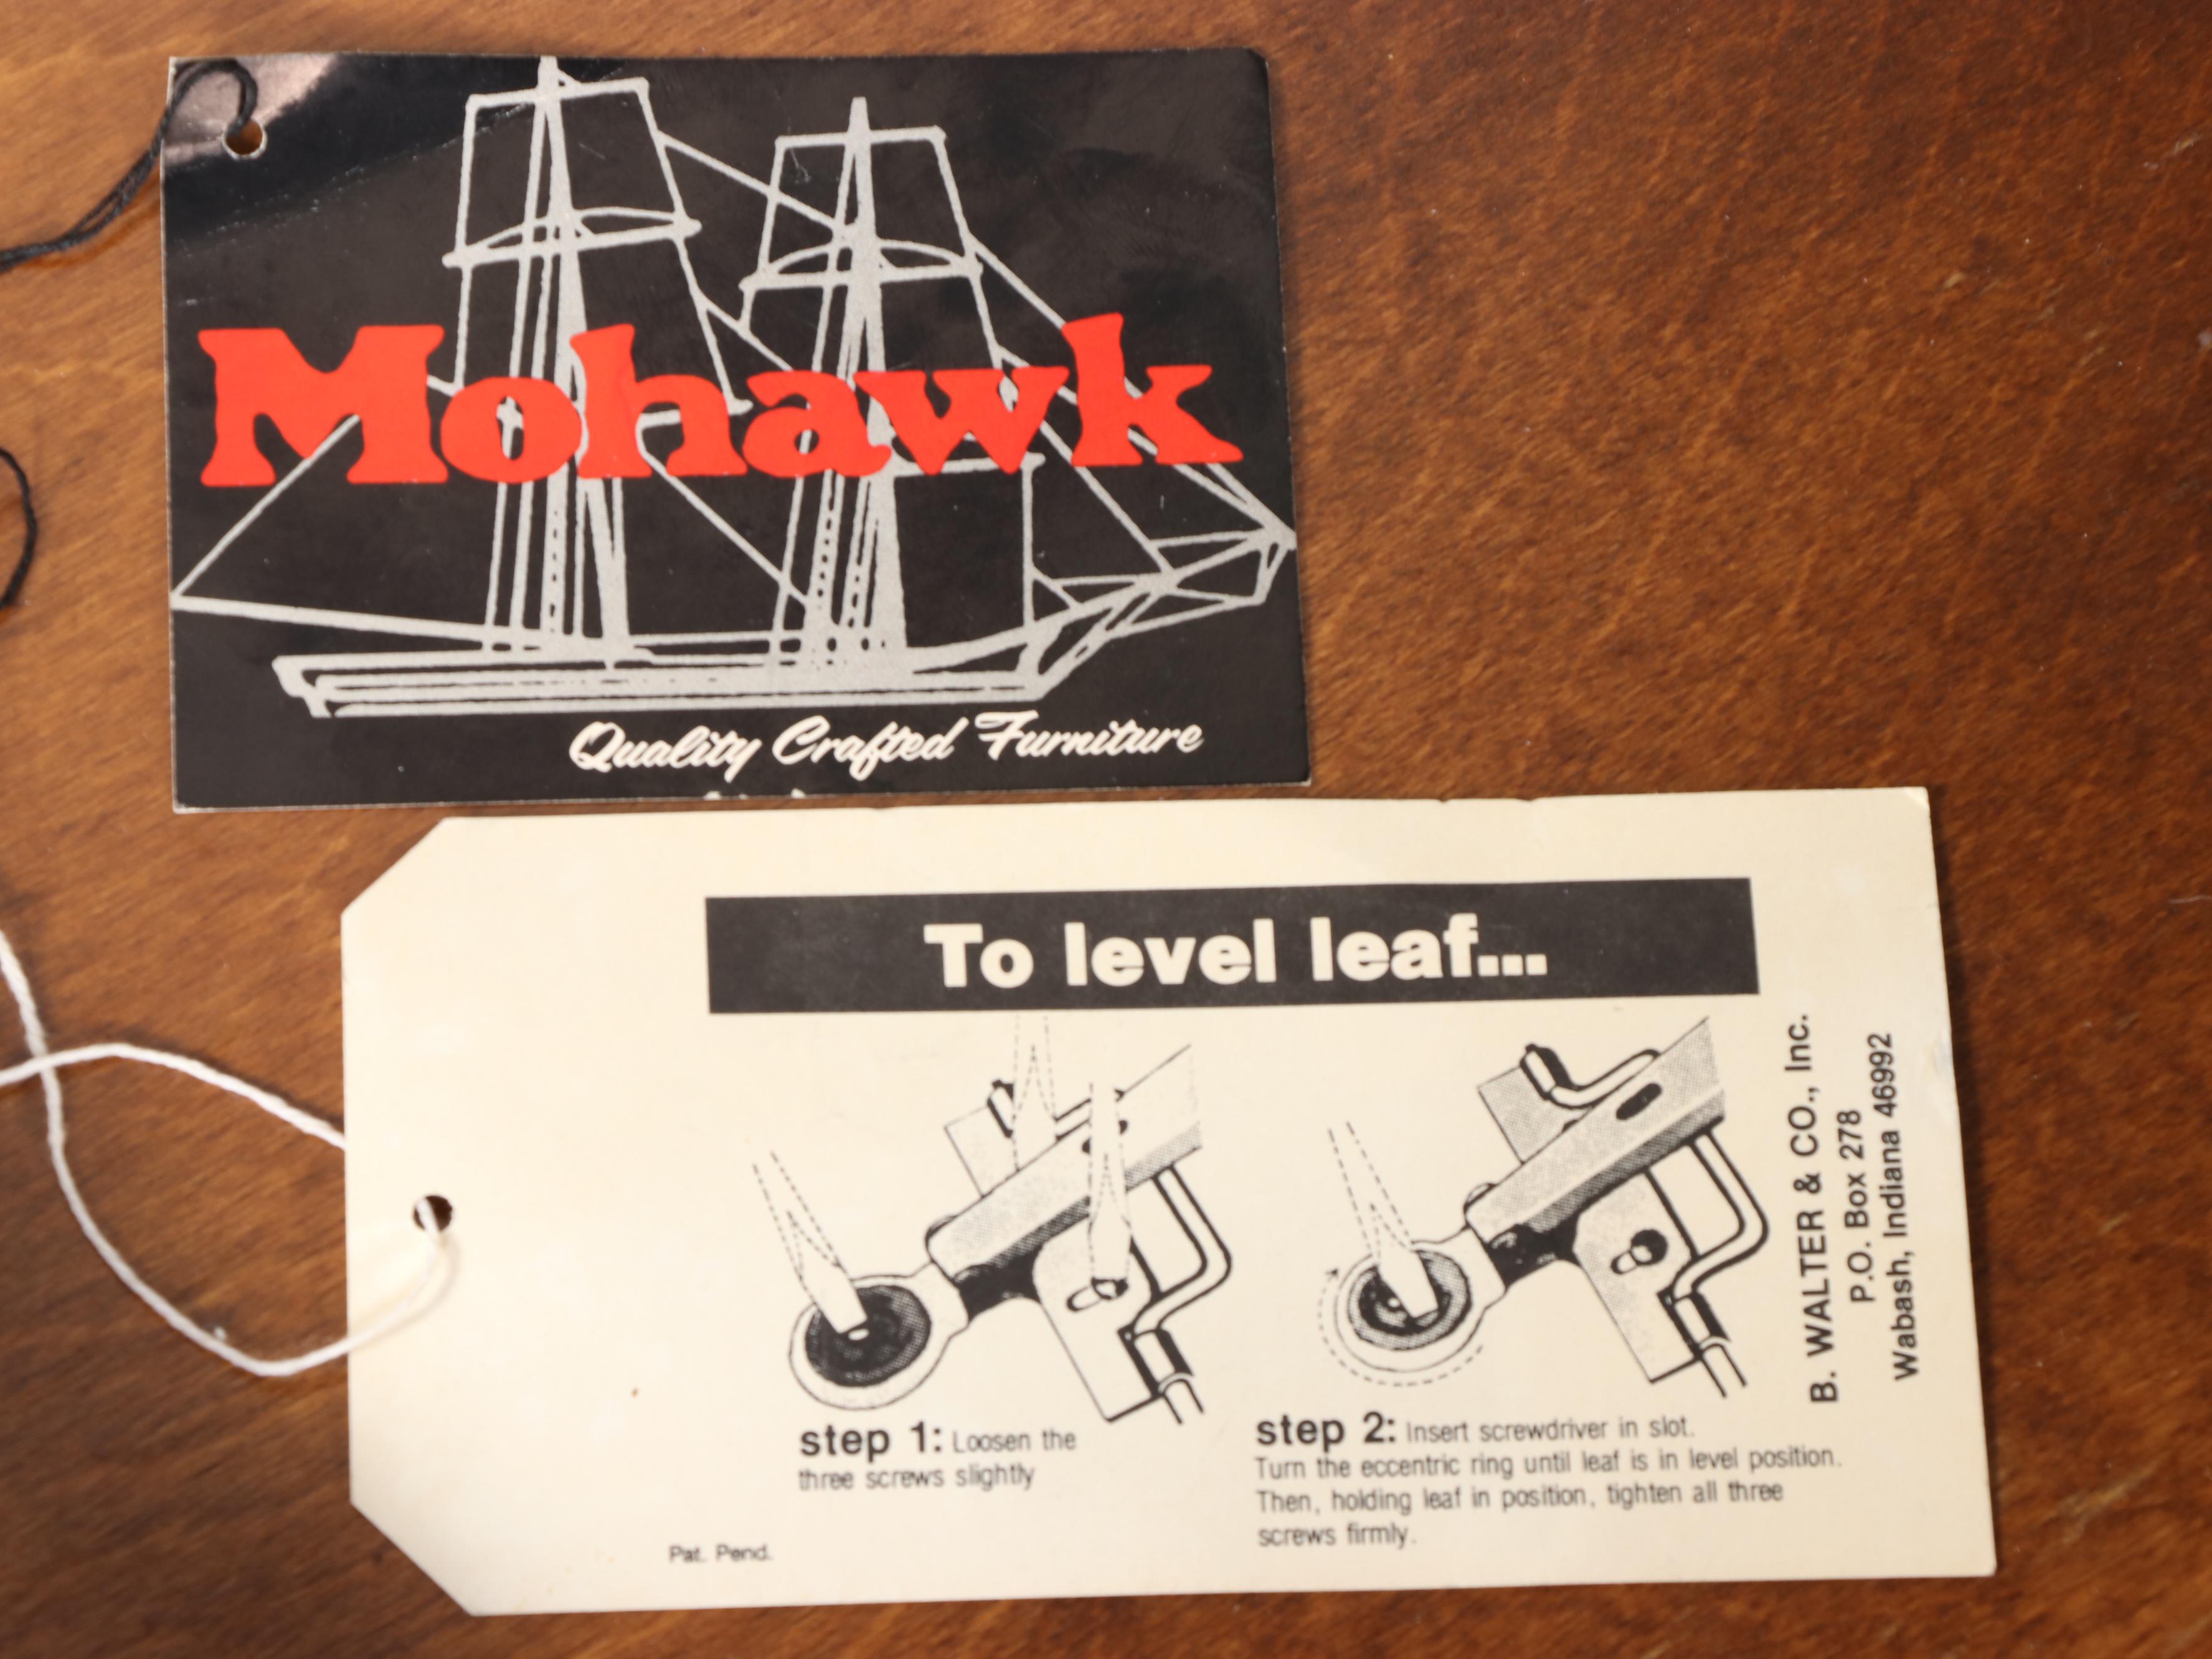 Mohawk
Quality Crafted Furniture
To level leaf...
step 1: Loosen the
three screws slightly
step 2: Insert screwdriver in slot.
Turn the eccentric ring until leaf is in level position.
Then, holding leaf in position, tighten all three
screws firmly.
Pat. Pend.
B. WALTER & CO., Inc.
P.O. Box 278
Wabash, Indiana 46992